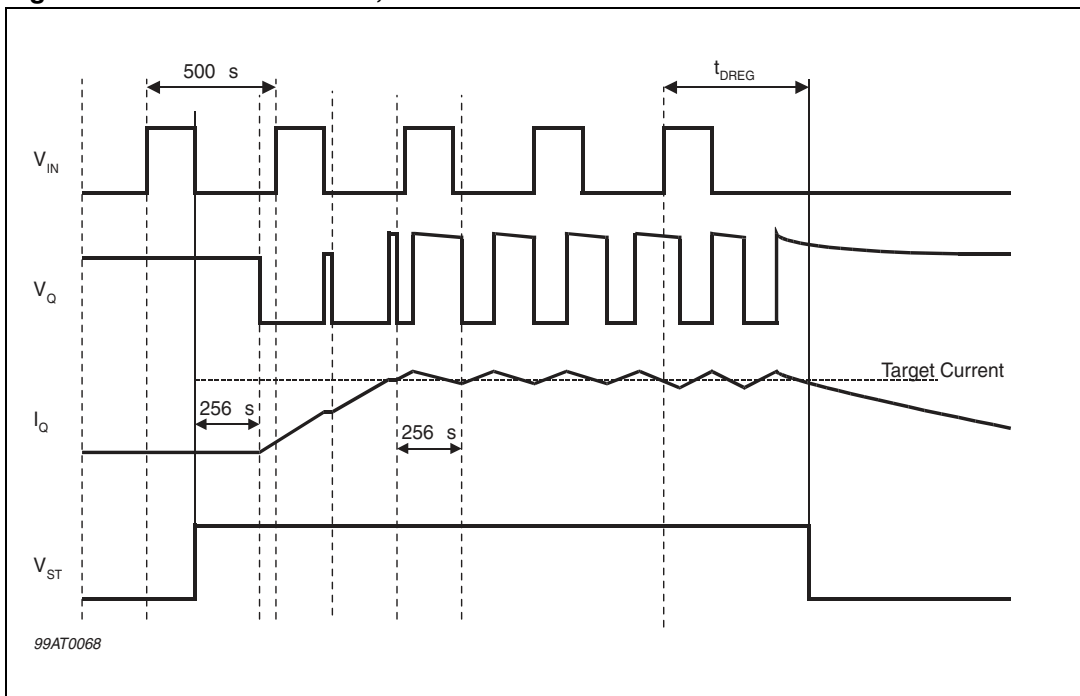 500 s
t_DREG
V_IN
V_Q
Target Current
256 s
I_Q
256 s
V_ST
99AT0068